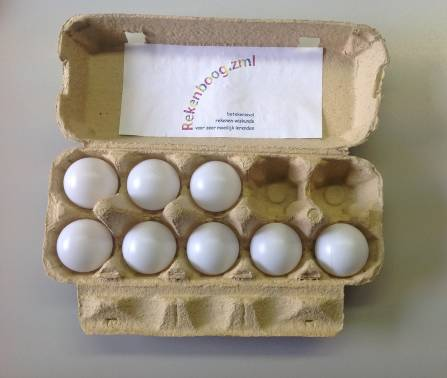 Rekenboog.zml
betekenisvol
rekenen wiskunde
voor zeer moeilijk lerenden